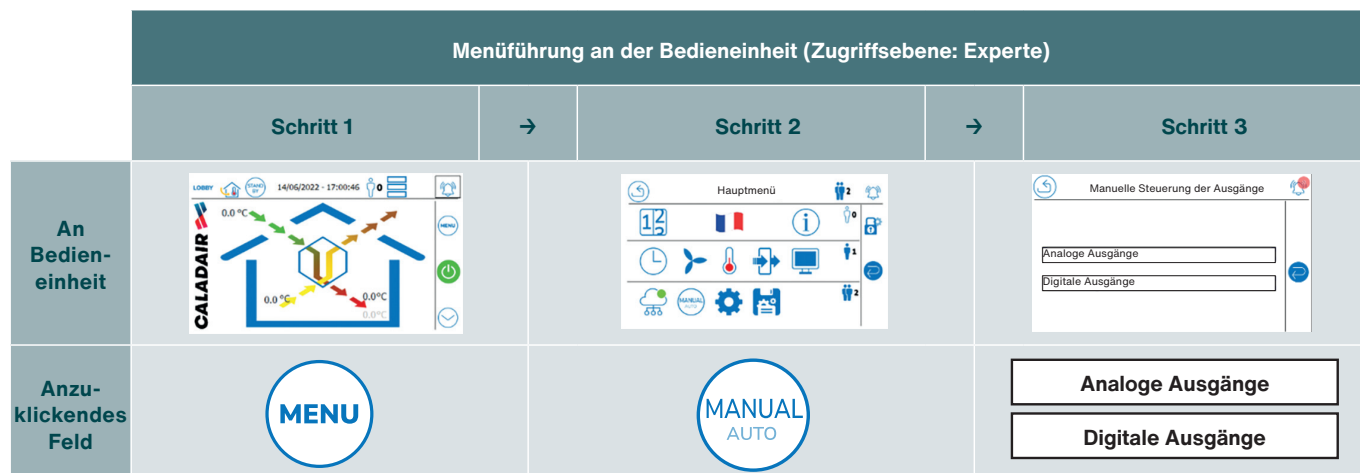 Menüführung an der Bedieneinheit (Zugriffsebene: Experte)
Schritt 1 → Schritt 2 → Schritt 3
An
Bedien-
einheit
LOBBY STAND BY 14/06/2022 - 17:00:46 0
CALADAIR
0.0 °C
MENU
0.0 °C
0.0°C
0.0°C
Hauptmenü 2
12
2
i
0
1
MANUAL
AUTO
2
Manuelle Steuerung der Ausgänge
Analoge Ausgänge
Digitale Ausgänge
Anzu-
klickendes
Feld
MENU
MANUAL
AUTO
Analoge Ausgänge
Digitale Ausgänge